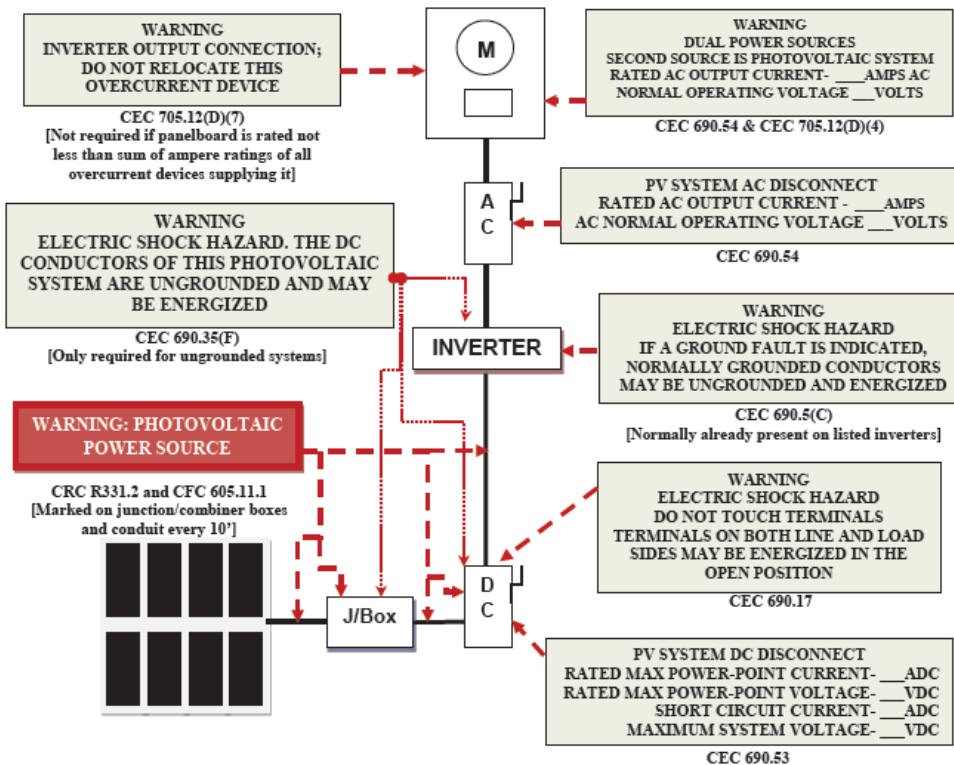 WARNING
INVERTER OUTPUT CONNECTION;
DO NOT RELOCATE THIS
OVERCURRENT DEVICE
CEC 705.12(D)(7)
[Not required if panelboard is rated not
less than sum of ampere ratings of all
overcurrent devices supplying it]
M
WARNING
DUAL POWER SOURCES
SECOND SOURCE IS PHOTOVOLTAIC SYSTEM
RATED AC OUTPUT CURRENT- ____AMPS AC
NORMAL OPERATING VOLTAGE ___VOLTS
CEC 690.54 & CEC 705.12(D)(4)
A
C
PV SYSTEM AC DISCONNECT
RATED AC OUTPUT CURRENT - ____AMPS
AC NORMAL OPERATING VOLTAGE ___VOLTS
CEC 690.54
WARNING
ELECTRIC SHOCK HAZARD. THE DC
CONDUCTORS OF THIS PHOTOVOLTAIC
SYSTEM ARE UNGROUNDED AND MAY
BE ENERGIZED
CEC 690.35(F)
[Only required for ungrounded systems]
INVERTER
WARNING
ELECTRIC SHOCK HAZARD
IF A GROUND FAULT IS INDICATED,
NORMALLY GROUNDED CONDUCTORS
MAY BE UNGROUNDED AND ENERGIZED
CEC 690.5(C)
[Normally already present on listed inverters]
WARNING: PHOTOVOLTAIC
POWER SOURCE
CRC R331.2 and CFC 605.11.1
[Marked on junction/combiner boxes
and conduit every 10’]
WARNING
ELECTRIC SHOCK HAZARD
DO NOT TOUCH TERMINALS
TERMINALS ON BOTH LINE AND LOAD
SIDES MAY BE ENERGIZED IN THE
OPEN POSITION
CEC 690.17
J/Box
D
C
PV SYSTEM DC DISCONNECT
RATED MAX POWER-POINT CURRENT- ___ADC
RATED MAX POWER-POINT VOLTAGE- ___VDC
SHORT CIRCUIT CURRENT- ___ADC
MAXIMUM SYSTEM VOLTAGE- ___VDC
CEC 690.53